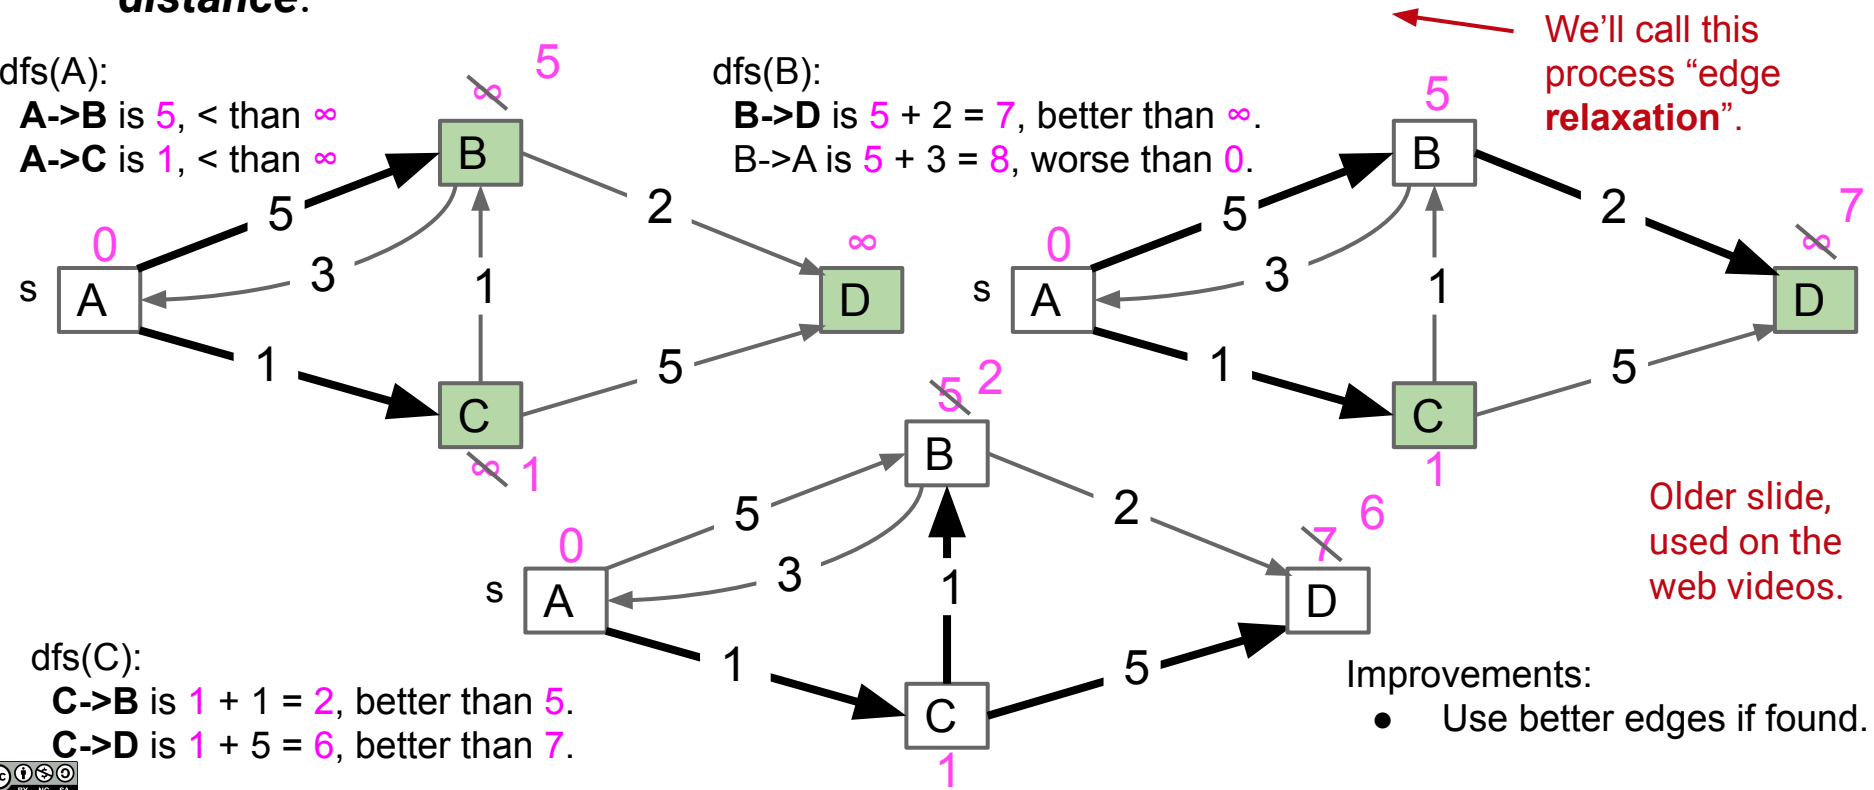 distance.
We'll call this
process “edge
relaxation”.
dfs(A):
A->B is 5, < than ∞
A->C is 1, < than ∞
∞ 5
B
5
2
0
∞
3
1
s
A
D
1
5
C
∞ 1
dfs(B):
B->D is 5 + 2 = 7, better than ∞.
B->A is 5 + 3 = 8, worse than 0.
5
B
5
2
7
0
∞
3
1
s
A
D
1
5
C
1
5 2
B
5
2
6
0
7
3
1
s
A
D
1
5
C
1
Older slide,
used on the
web videos.
dfs(C):
C->B is 1 + 1 = 2, better than 5.
C->D is 1 + 5 = 6, better than 7.
Improvements:
● Use better edges if found.
cc
BY NC SA